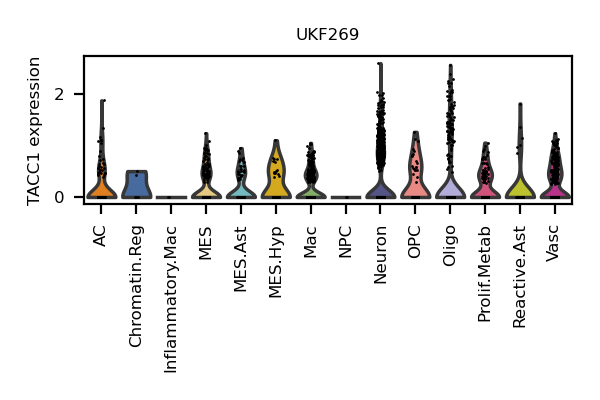 UKF269
TACC1 expression
2
0
AC
Chromatin.Reg
Inflammatory.Mac
MES
MES.Ast
MES.Hyp
Mac
NPC
Neuron
OPC
Oligo
Prolif.Metab
Reactive.Ast
Vasc